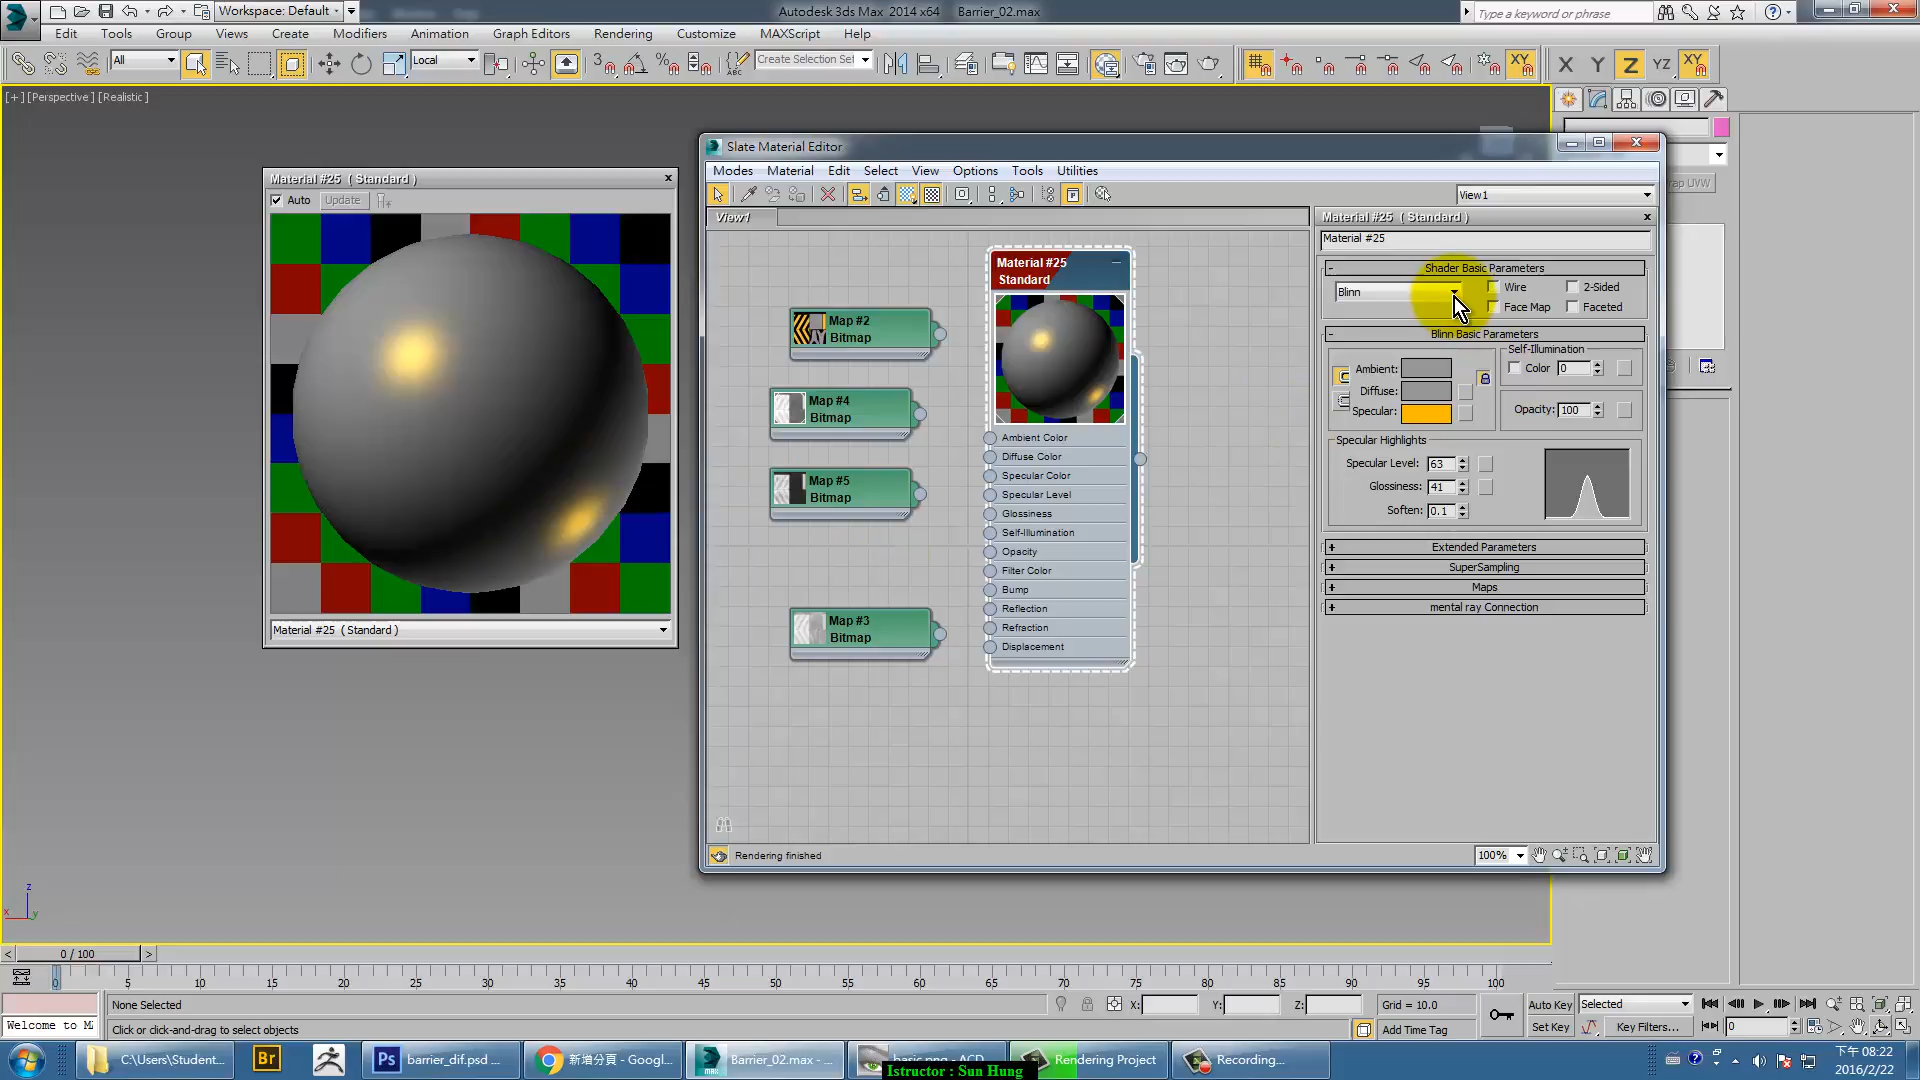 Workspace: Default
Autodesk 3ds Max 2014 x64 Barrier_02.max
Type a keyword or phrase
Edit Tools Group Views Create Modifiers Animation Graph Editors Rendering Customize MAXScript Help
All Local Create Selection Set X Y Z YZ XY
[+] [Perspective] [Realistic]
Material #25 ( Standard )
Auto Update
Material #25 ( Standard )
Slate Material Editor
Modes Material Edit Select View Options Tools Utilities
View1
View1
Map #2
Bitmap
Map #4
Bitmap
Map #5
Bitmap
Map #3
Bitmap
Material #25
Standard
Ambient Color
Diffuse Color
Specular Color
Specular Level
Glossiness
Self-Illumination
Opacity
Filter Color
Bump
Reflection
Refraction
Displacement
Material #25 ( Standard )
Material #25
Shader Basic Parameters
Blinn Wire 2-Sided
Face Map Faceted
Blinn Basic Parameters
Self-Illumination
Ambient: Color 0
Diffuse:
Specular: Opacity: 100
Specular Highlights
Specular Level: 63
Glossiness: 41
Soften: 0.1
Extended Parameters
SuperSampling
Maps
mental ray Connection
Rendering finished 100%
0 / 100
0 5 10 15 20 25 30 35 40 45 50 55 60 65 70 75 80 85 90 95 100
None Selected X: Y: Z: Grid = 10.0 Auto Key Selected
Welcome to Click or click-and-drag to select objects Add Time Tag Set Key Key Filters... 0
C:\Users\Student... Br Ps barrier_dif.psd ... 新增分頁 - Googl... Barrier_02.max - ... basic.png - ACD Rendering Project Recording...
Istructor : Sun Hung
下午 08:22
2016/2/22